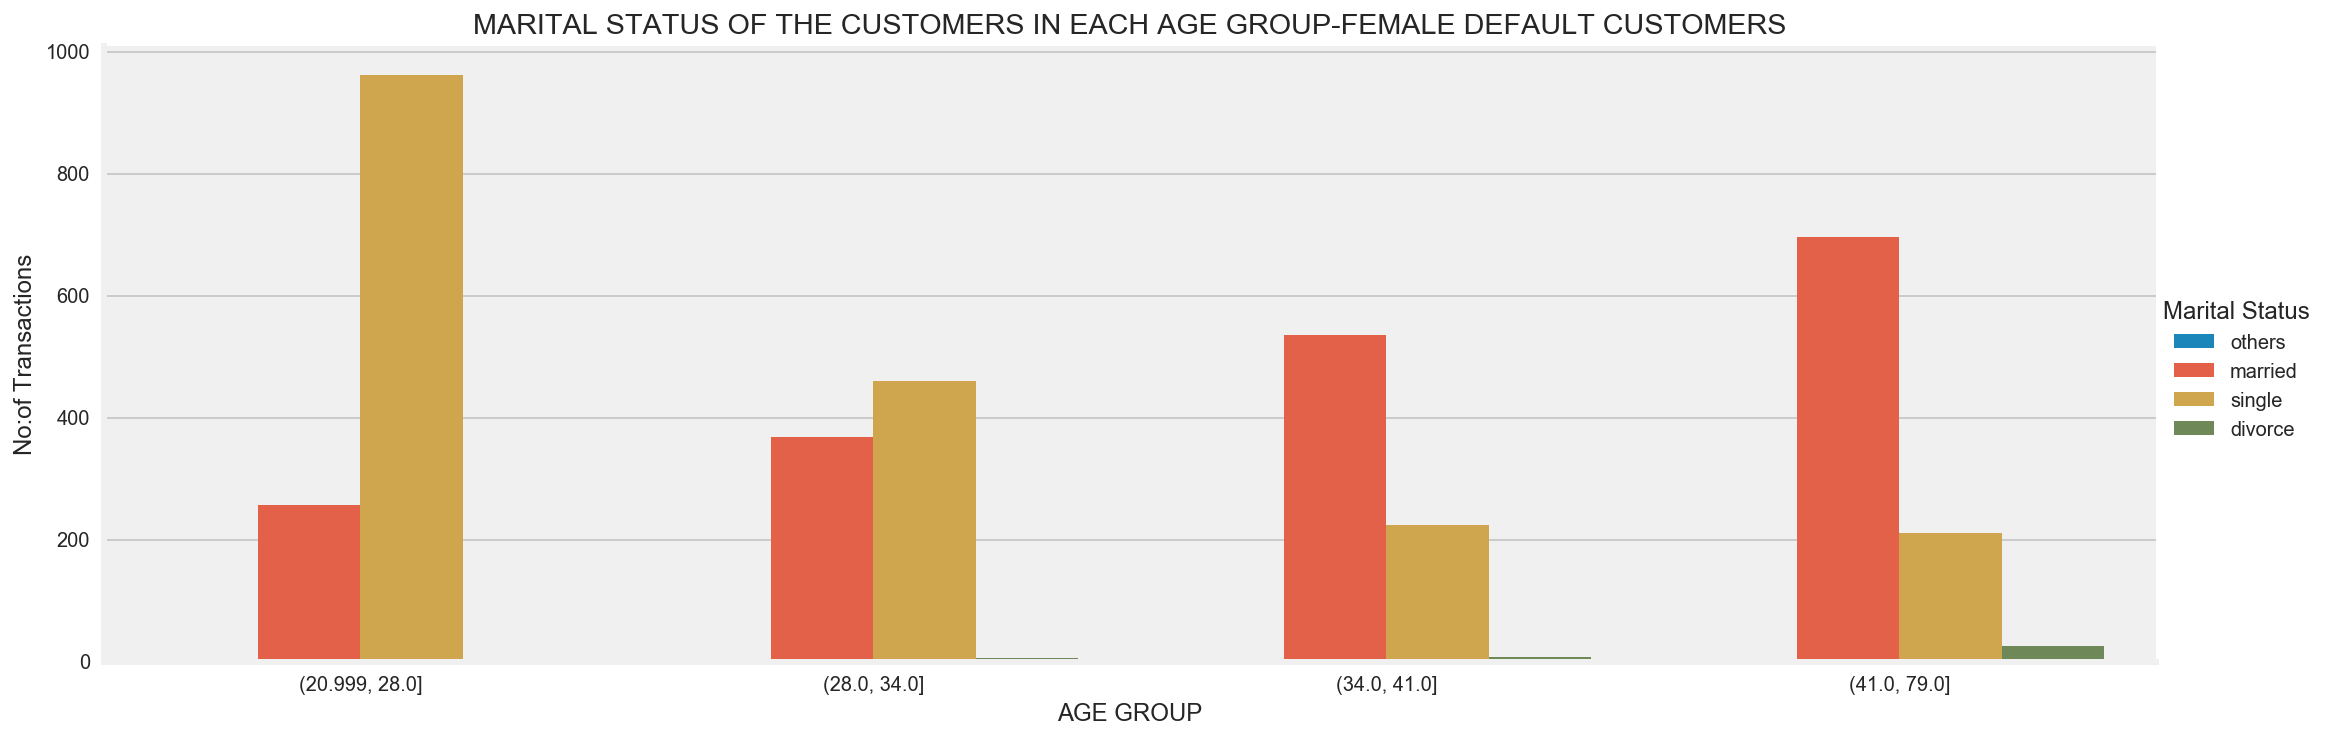 MARITAL STATUS OF THE CUSTOMERS IN EACH AGE GROUP-FEMALE DEFAULT CUSTOMERS
No:of Transactions
1000
800
600
400
200
0
(20.999, 28.0]
(28.0, 34.0]
(34.0, 41.0]
(41.0, 79.0]
AGE GROUP
Marital Status
others
married
single
divorce